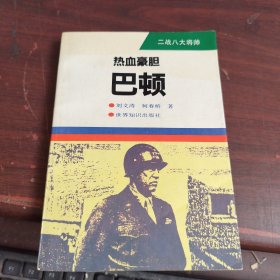 二战八大将帅
热血豪胆
巴顿
●刘文涛 何春桥 著
●世界知识出版社